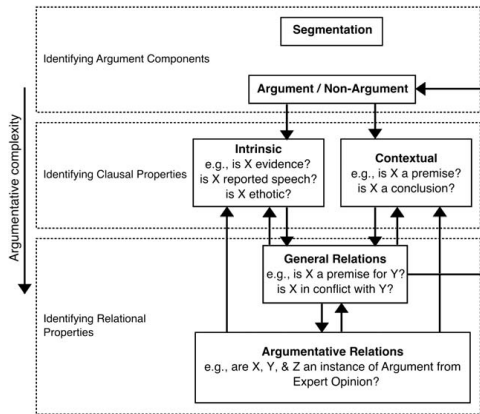 Segmentation
Identifying Argument Components
Argument / Non-Argument
Argumentative complexity
Identifying Clausal Properties
Intrinsic
e.g., is X evidence?
is X reported speech?
is X ethotic?
Contextual
e.g., is X a premise?
is X a conclusion?
General Relations
e.g., is X a premise for Y?
is X in conflict with Y?
Identifying Relational
Properties
Argumentative Relations
e.g., are X, Y, & Z an instance of Argument from
Expert Opinion?